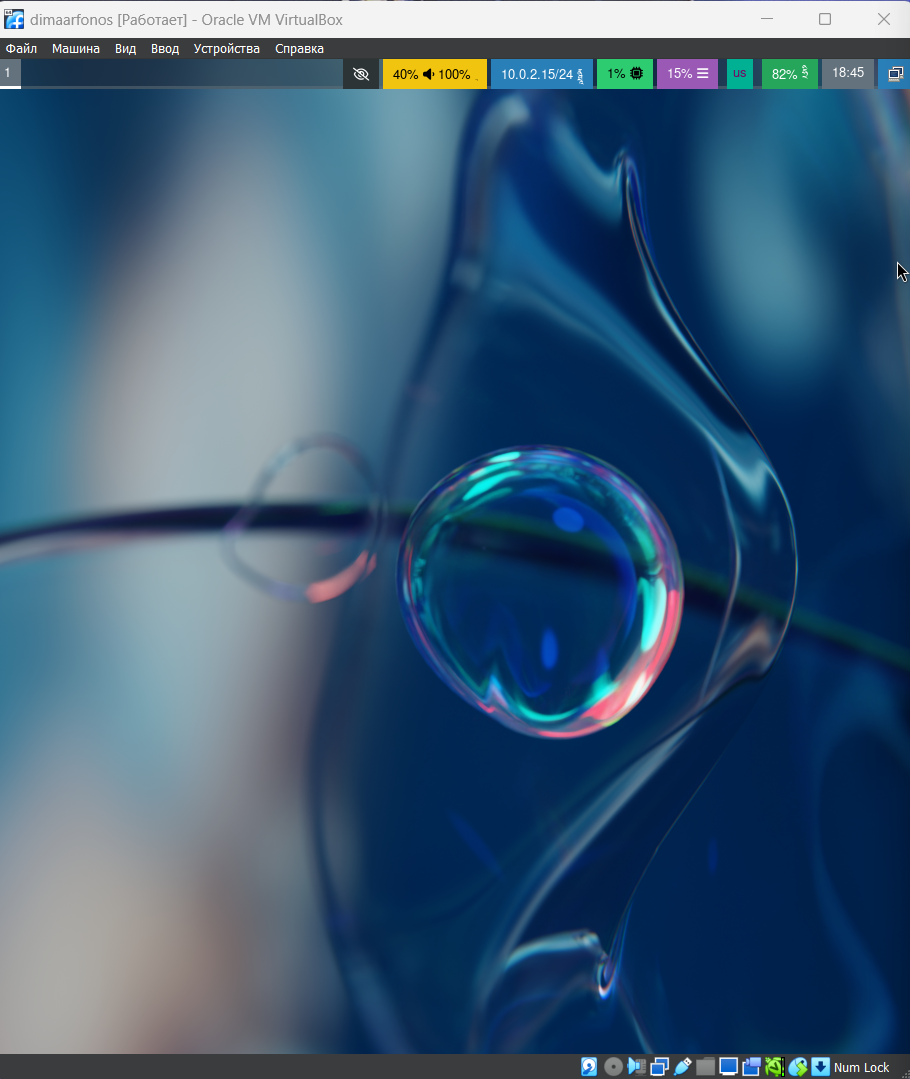 dimaarfonos [Работает] - Oracle VM VirtualBox
Файл Машина Вид Ввод Устройства Справка
1 40% 100% 10.0.2.15/24 1% 15% us 82% 18:45
Num Lock